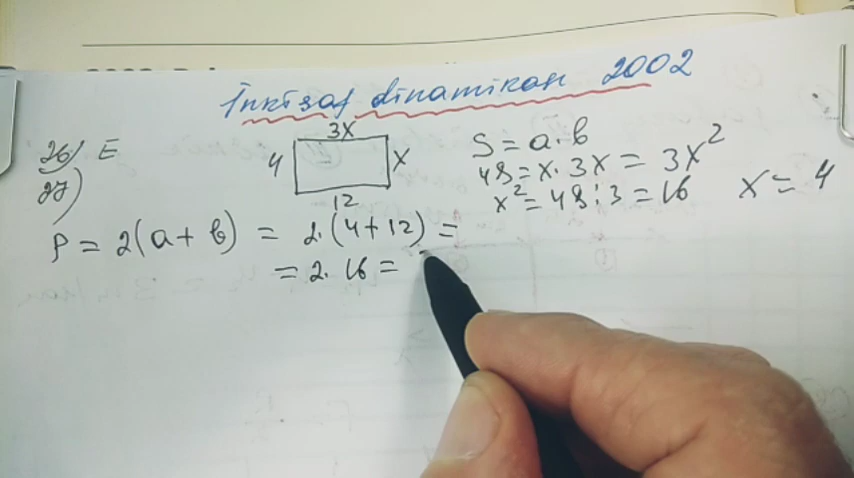 İnkişaf dinamikan 2002
26) E
27)
3x
4
x
12
S = a·b
48 = x·3x = 3x²
x² = 48:3 = 16 x = 4
P = 2(a+b) = 2·(4+12) =
= 2·16 =